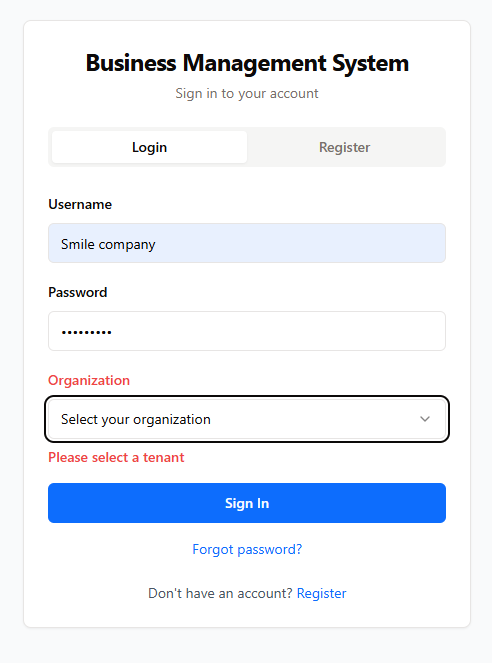 Business Management System
Sign in to your account
Login Register
Username
Smile company
Password
•••••••••
Organization
Select your organization
Please select a tenant
Sign In
Forgot password?
Don't have an account? Register